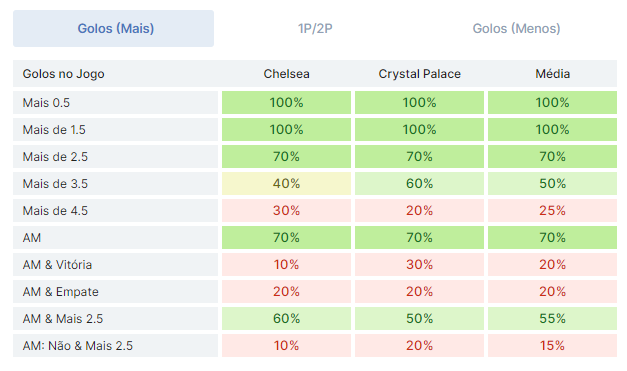 Golos (Mais) 1P/2P Golos (Menos)
Golos no Jogo Chelsea Crystal Palace Média
Mais 0.5 100% 100% 100%
Mais de 1.5 100% 100% 100%
Mais de 2.5 70% 70% 70%
Mais de 3.5 40% 60% 50%
Mais de 4.5 30% 20% 25%
AM 70% 70% 70%
AM & Vitória 10% 30% 20%
AM & Empate 20% 20% 20%
AM & Mais 2.5 60% 50% 55%
AM: Não & Mais 2.5 10% 20% 15%